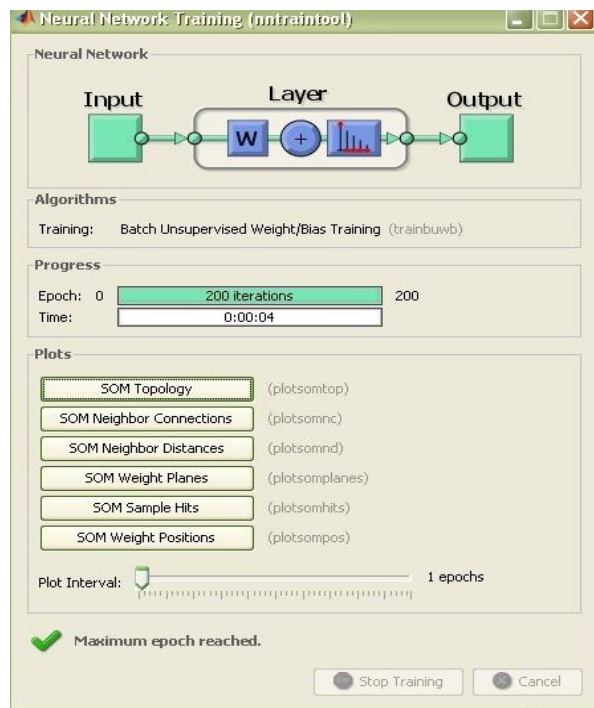 Neural Network Training (nntraintool)
Neural Network
Input
Layer
Output
W
+
Algorithms
Training: Batch Unsupervised Weight/Bias Training (trainbuwb)
Progress
Epoch: 0 200 iterations 200
Time: 0:00:04
Plots
SOM Topology (plotsomtop)
SOM Neighbor Connections (plotsomnc)
SOM Neighbor Distances (plotsomnd)
SOM Weight Planes (plotsomplanes)
SOM Sample Hits (plotsomhits)
SOM Weight Positions (plotsompos)
Plot Interval: 1 epochs
Maximum epoch reached.
Stop Training Cancel